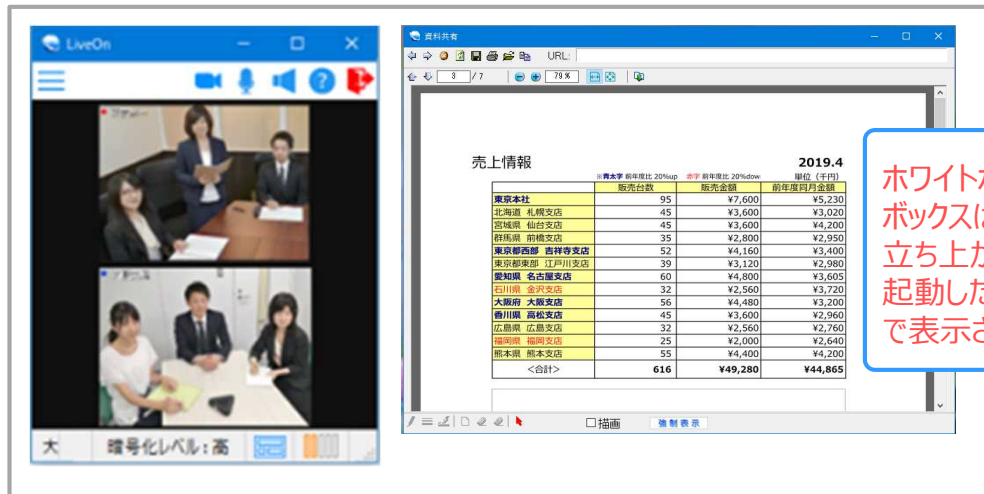 LiveOn
大 暗号化レベル:高
資料共有
URL:
3 / 7 79 %
売上情報 2019.4
※青太字 前年度比 20%up 赤字 前年度比 20%dow 単位（千円）
販売台数 販売金額 前年度同月金額
東京本社 95 ¥7,600 ¥5,230
北海道 札幌支店 45 ¥3,600 ¥3,020
宮城県 仙台支店 45 ¥3,600 ¥4,200
群馬県 前橋支店 35 ¥2,800 ¥2,950
東京都西部 吉祥寺支店 52 ¥4,160 ¥3,400
東京都東部 江戸川支店 39 ¥3,120 ¥2,980
愛知県 名古屋支店 60 ¥4,800 ¥3,605
石川県 金沢支店 32 ¥2,560 ¥3,720
大阪府 大阪支店 56 ¥4,480 ¥3,200
香川県 高松支店 45 ¥3,600 ¥2,960
広島県 広島支店 32 ¥2,560 ¥2,760
福岡県 福岡支店 25 ¥2,000 ¥2,640
熊本県 熊本支店 55 ¥4,400 ¥4,200
<合計> 616 ¥49,280 ¥44,865
描画 強制表示
ホワイト
ボックスは
立ち上が
起動した
で表示さ